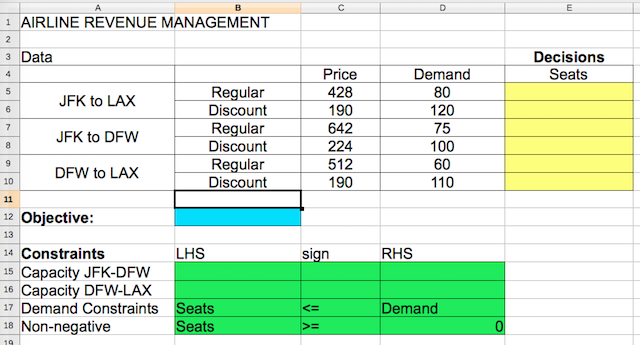 A B C D E
1 AIRLINE REVENUE MANAGEMENT
2
3 Data Decisions
4 Price Demand Seats
5 Regular 428 80
JFK to LAX
6 Discount 190 120
7 Regular 642 75
JFK to DFW
8 Discount 224 100
9 Regular 512 60
DFW to LAX
10 Discount 190 110
11
12 Objective:
13
14 Constraints LHS sign RHS
15 Capacity JFK-DFW
16 Capacity DFW-LAX
17 Demand Constraints Seats <= Demand
18 Non-negative Seats >= 0
19